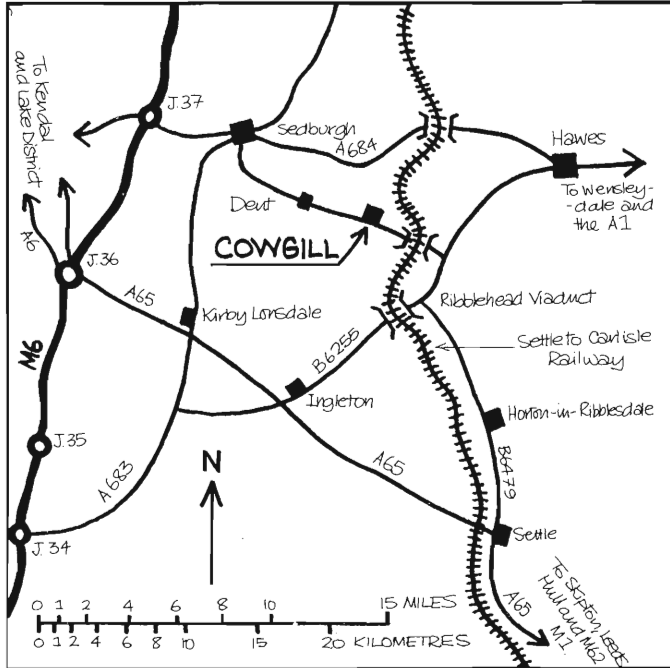 To Kendal
and Lake District
J.37
Sedburgh
A684
Hawes
To Wensley-
-dale and
the A1
Dent
COWGILL
A6
J.36
A65
M6
Kirby Lonsdale
Ribblehead Viaduct
B6255
Settle to Carlisle
Railway
Ingleton
Horton-in-Ribblesdale
J.35
A683
N
A65
B6479
J.34
Settle
A65
To Skipton, Leeds
Hull and M62
M1.
0 1 2 4 6 8 10 15 MILES
0 1 2 4 6 8 10 15 20 KILOMETRES